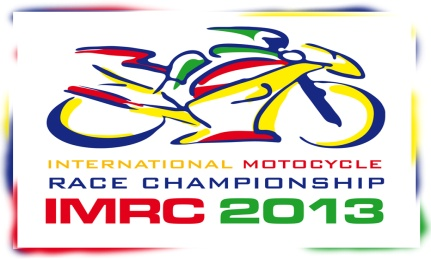 INTERNATIONAL MOTOCYCLE
RACE CHAMPIONSHIP
IMRC 2013